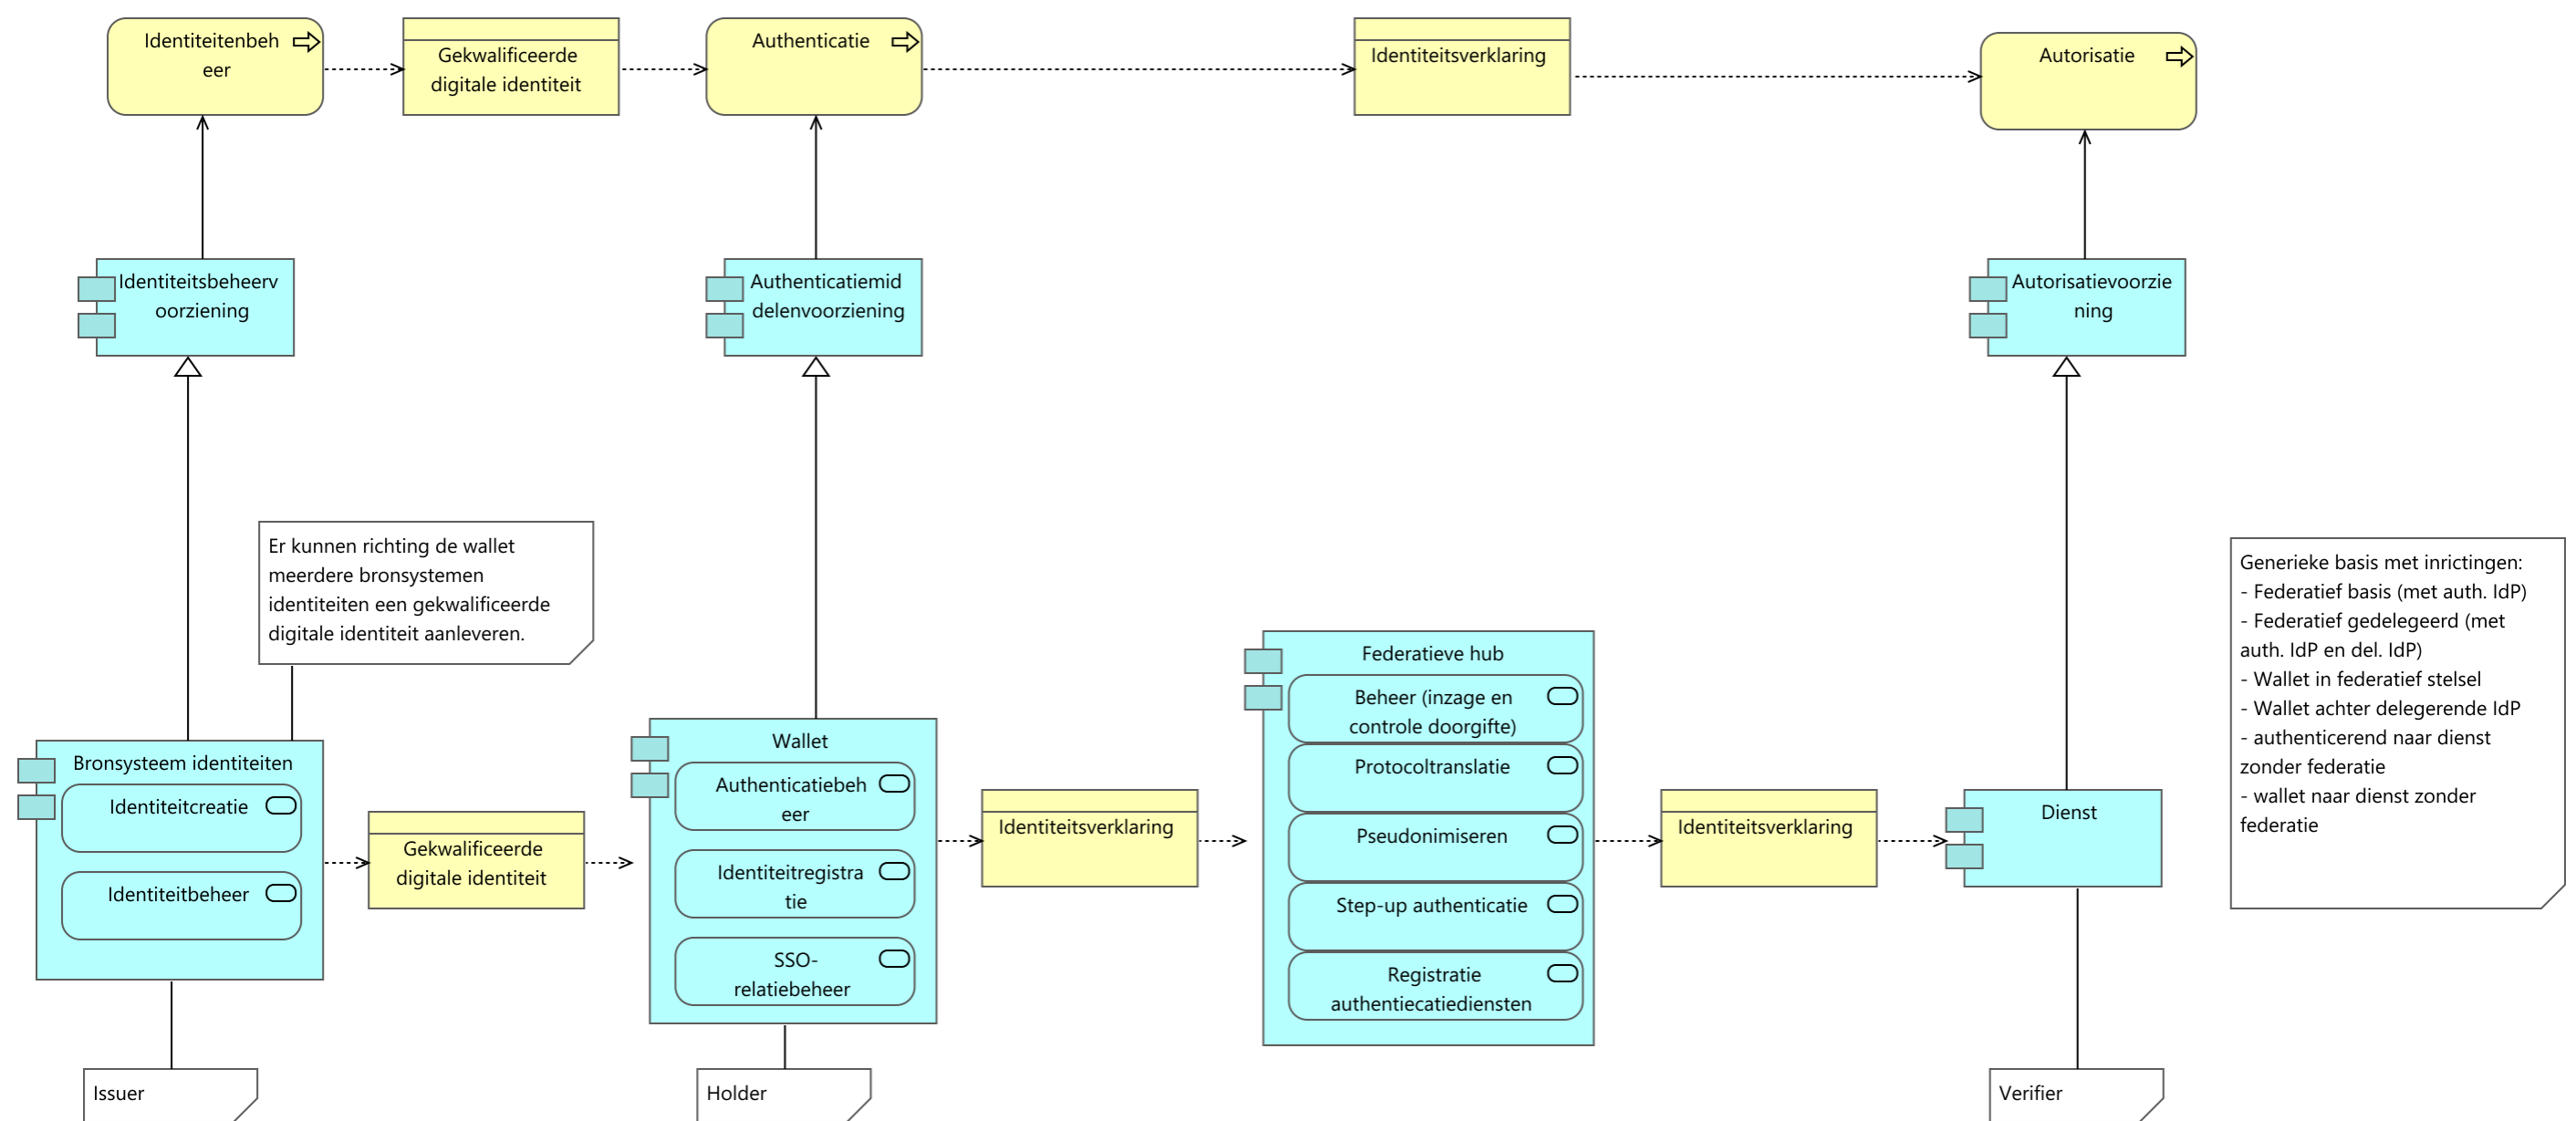 Identiteitenbeh
eer
Gekwalificeerde
digitale identiteit
Authenticatie
Identiteitsverklaring
Autorisatie
Identiteitsbeheerv
oorziening
Authenticatiemid
delenvoorziening
Autorisatievoorzie
ning
Er kunnen richting de wallet
meerdere bronsystemen
identiteiten een gekwalificeerde
digitale identiteit aanleveren.
Generieke basis met inrictingen:
- Federatief basis (met auth. IdP)
- Federatief gedelegeerd (met
auth. IdP en del. IdP)
- Wallet in federatief stelsel
- Wallet achter delegerende IdP
- authenticerend naar dienst
zonder federatie
- wallet naar dienst zonder
federatie
Bronsysteem identiteiten
Identiteitcreatie
Identiteitbeheer
Gekwalificeerde
digitale identiteit
Wallet
Authenticatiebeh
eer
Identiteitregistra
tie
SSO-
relatiebeheer
Identiteitsverklaring
Federatieve hub
Beheer (inzage en
controle doorgifte)
Protocoltranslatie
Pseudonimiseren
Step-up authenticatie
Registratie
authentiecatiediensten
Identiteitsverklaring
Dienst
Issuer
Holder
Verifier